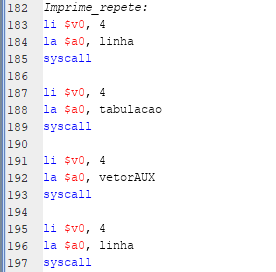 182 Imprime_repete:
183 li $v0, 4
184 la $a0, linha
185 syscall
186
187 li $v0, 4
188 la $a0, tabulacao
189 syscall
190
191 li $v0, 4
192 la $a0, vetorAUX
193 syscall
194
195 li $v0, 4
196 la $a0, linha
197 syscall